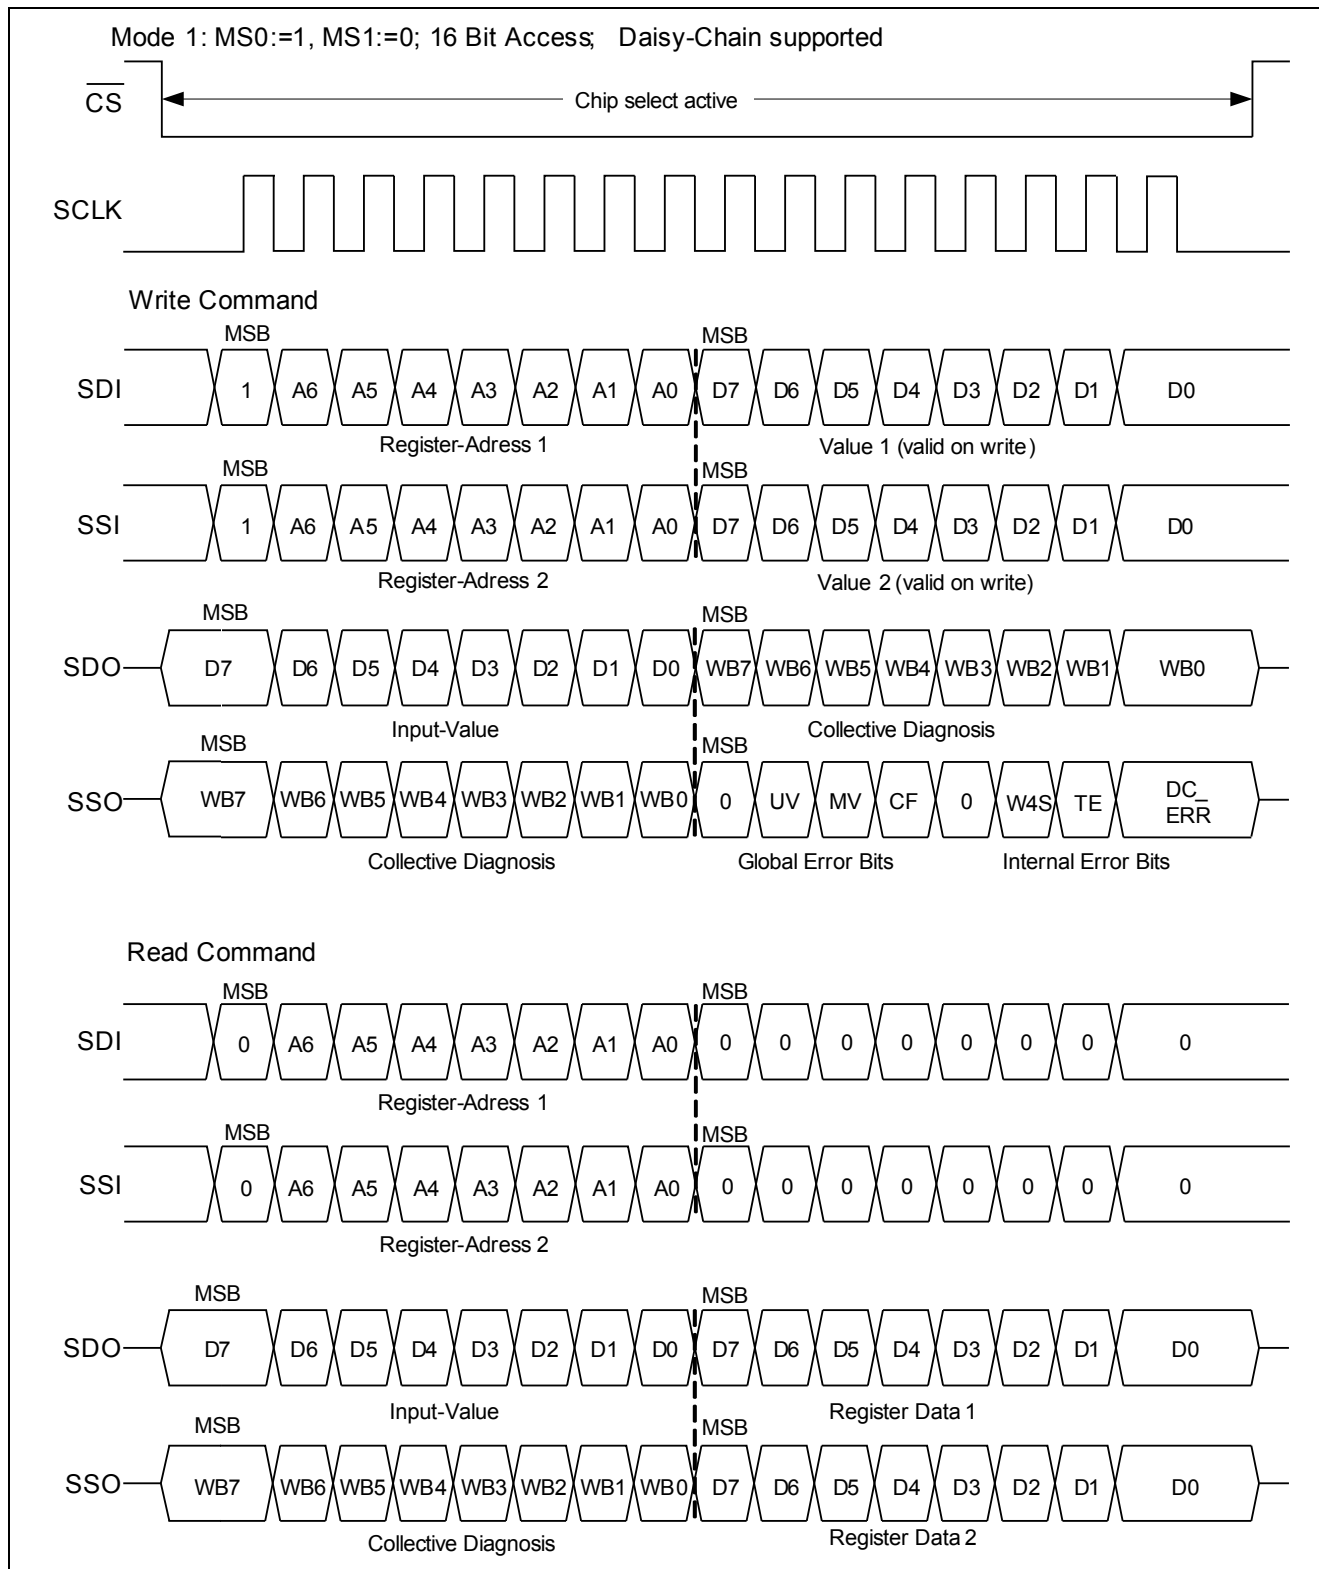 Mode 1: MS0:=1, MS1:=0; 16 Bit Access; Daisy-Chain supported
CS Chip select active
SCLK
Write Command
MSB MSB
SDI 1 A6 A5 A4 A3 A2 A1 A0 D7 D6 D5 D4 D3 D2 D1 D0
Register-Adress 1 Value 1 (valid on write)
MSB MSB
SSI 1 A6 A5 A4 A3 A2 A1 A0 D7 D6 D5 D4 D3 D2 D1 D0
Register-Adress 2 Value 2 (valid on write)
MSB MSB
SDO D7 D6 D5 D4 D3 D2 D1 D0 WB7 WB6 WB5 WB4 WB3 WB2 WB1 WB0
Input-Value Collective Diagnosis
MSB MSB
SSO WB7 WB6 WB5 WB4 WB3 WB2 WB1 WB0 0 UV MV CF 0 W4S TE DC_
ERR
Collective Diagnosis Global Error Bits Internal Error Bits
Read Command
MSB MSB
SDI 0 A6 A5 A4 A3 A2 A1 A0 0 0 0 0 0 0 0 0
Register-Adress 1
MSB MSB
SSI 0 A6 A5 A4 A3 A2 A1 A0 0 0 0 0 0 0 0 0
Register-Adress 2
MSB MSB
SDO D7 D6 D5 D4 D3 D2 D1 D0 D7 D6 D5 D4 D3 D2 D1 D0
Input-Value Register Data 1
MSB MSB
SSO WB7 WB6 WB5 WB4 WB3 WB2 WB1 WB0 D7 D6 D5 D4 D3 D2 D1 D0
Collective Diagnosis Register Data 2